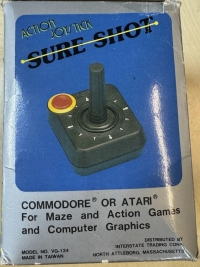 ACTION
JOYSTICK
SURE SHOT
COMMODORE® OR ATARI®
For Maze and Action Games
and Computer Graphics
MODEL NO. VG-134
MADE IN TAIWAN
DISTRIBUTED BY
INTERSTATE TRADING CORP.
NORTH ATTLEBORO, MASSACHUSETTS